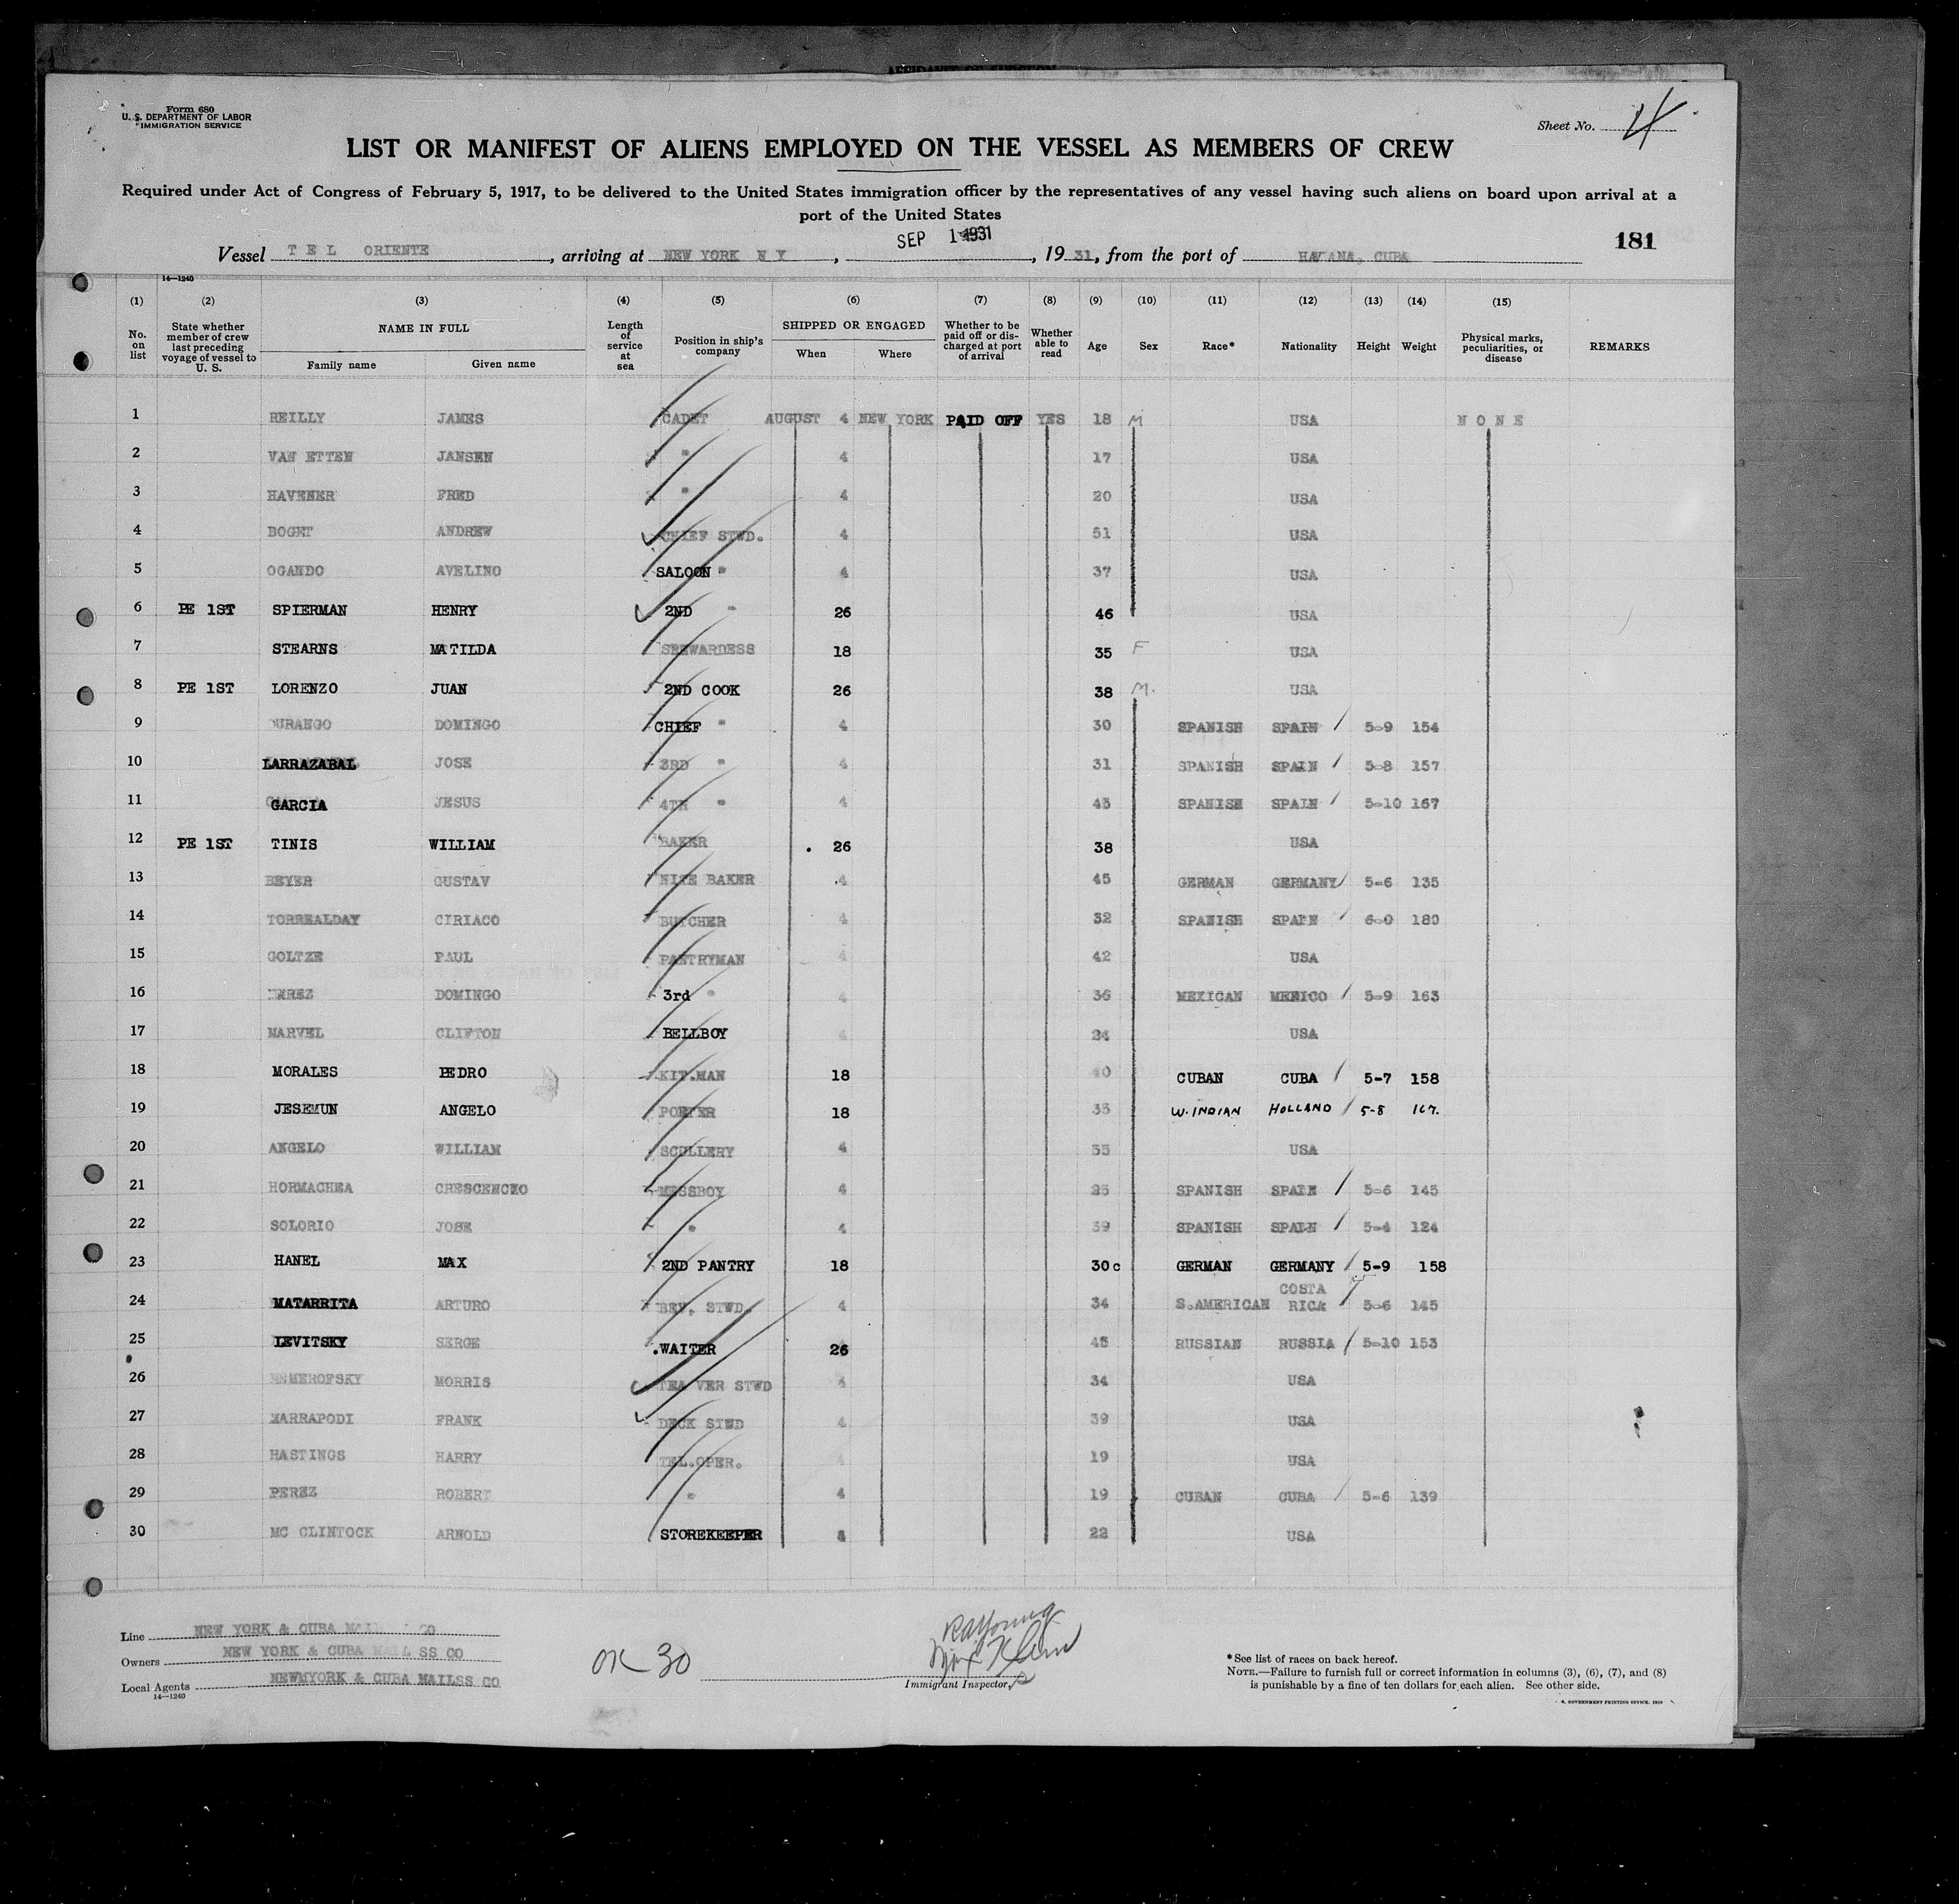 Form 680
U. S. DEPARTMENT OF LABOR
IMMIGRATION SERVICE
Sheet No. 4
LIST OR MANIFEST OF ALIENS EMPLOYED ON THE VESSEL AS MEMBERS OF CREW
Required under Act of Congress of February 5, 1917, to be delivered to the United States immigration officer by the representatives of any vessel having such aliens on board upon arrival at a
port of the United States
181
Vessel T E L ORIENTE, arriving at NEW YORK N Y, SEP 1 1931, 1931, from the port of HAVANA, CUBA
14—1240
(1) (2) (3) (4) (5) (6) (7) (8) (9) (10) (11) (12) (13) (14) (15)
No. on list State whether member of crew last preceding voyage of vessel to U. S. NAME IN FULL Family name Given name Length of service at sea Position in ship's company SHIPPED OR ENGAGED When Where Whether to be paid off or discharged at port of arrival Whether able to read Age Sex Race* Nationality Height Weight Physical marks, peculiarities, or disease REMARKS
1 REILLY JAMES CADET AUGUST 4 NEW YORK PAID OFF YES 18 M USA N O N E
2 VAN ETTEN JANSEN " 4 17 USA
3 HAVENER FRED " 4 20 USA
4 BOGET ANDREW CHIEF STWD. 4 51 USA
5 OGANDO AVELINO SALOON " 4 37 USA
6 PE 1ST SPIERMAN HENRY 2ND " 26 46 USA
7 STEARNS MATILDA STEWARDESS 18 35 F USA
8 PE 1ST LORENZO JUAN 2ND COOK 26 38 M. USA
9 DURANGO DOMINGO CHIEF " 4 30 SPANISH SPAIN 5-9 154
10 LARRAZABAL JOSE 3RD " 4 31 SPANISH SPAIN 5-8 157
11 GARCIA JESUS 4TH " 4 45 SPANISH SPAIN 5-10 167
12 PE 1ST TINIS WILLIAM BAKER 26 38 USA
13 BEYER GUSTAV NITE BAKER 4 45 GERMAN GERMANY 5-6 135
14 TORREALDAY CIRIACO BUTCHER 4 32 SPANISH SPAIN 6-0 180
15 GOLTZE PAUL PANTRYMAN 4 42 USA
16 DOMINGO 3rd " 4 36 MEXICAN MEXICO 5-9 163
17 MARVEL CLIFTON BELLBOY 4 24 USA
18 MORALES PEDRO KIT.MAN 18 40 CUBAN CUBA 5-7 158
19 JESEMUN ANGELO PORTER 18 W. INDIAN HOLLAND 5-8 167.
20 ANGELO WILLIAM SCULLERY 4 USA
21 HORMACHEA CRESCENCZO MESSBOY 4 25 SPANISH SPAIN 5-6 145
22 SOLORIO JOSE " 4 39 SPANISH SPAIN 5-4 124
23 HANEL MAX 2ND PANTRY 18 30c GERMAN GERMANY 5-9 158
24 MATARRITA ARTURO BEV. STWD. 4 34 S.AMERICAN COSTA RICA 5-6 145
25 LEVITSKY SERGE WAITER 26 45 RUSSIAN RUSSIA 5-10 153
26 NEMEROFSKY MORRIS TEA VER STWD 4 34 USA
27 MARRAPODI FRANK DECK STWD 4 39 USA
28 HASTINGS HARRY TEL.OPER. 4 19 USA
29 PEREZ ROBERT " 4 19 CUBAN CUBA 5-6 139
30 MC CLINTOCK ARNOLD STOREKEEPER 22 USA
Line NEW YORK & CUBA MAIL CO
Owners NEW YORK & CUBA MAIL SS CO
Local Agents NEWMYORK & CUBA MAILSS CO
14—1240
OK 30
Immigrant Inspector.
*See list of races on back hereof.
NOTE.—Failure to furnish full or correct information in columns (3), (6), (7), and (8)
is punishable by a fine of ten dollars for each alien. See other side.
GOVERNMENT PRINTING OFFICE